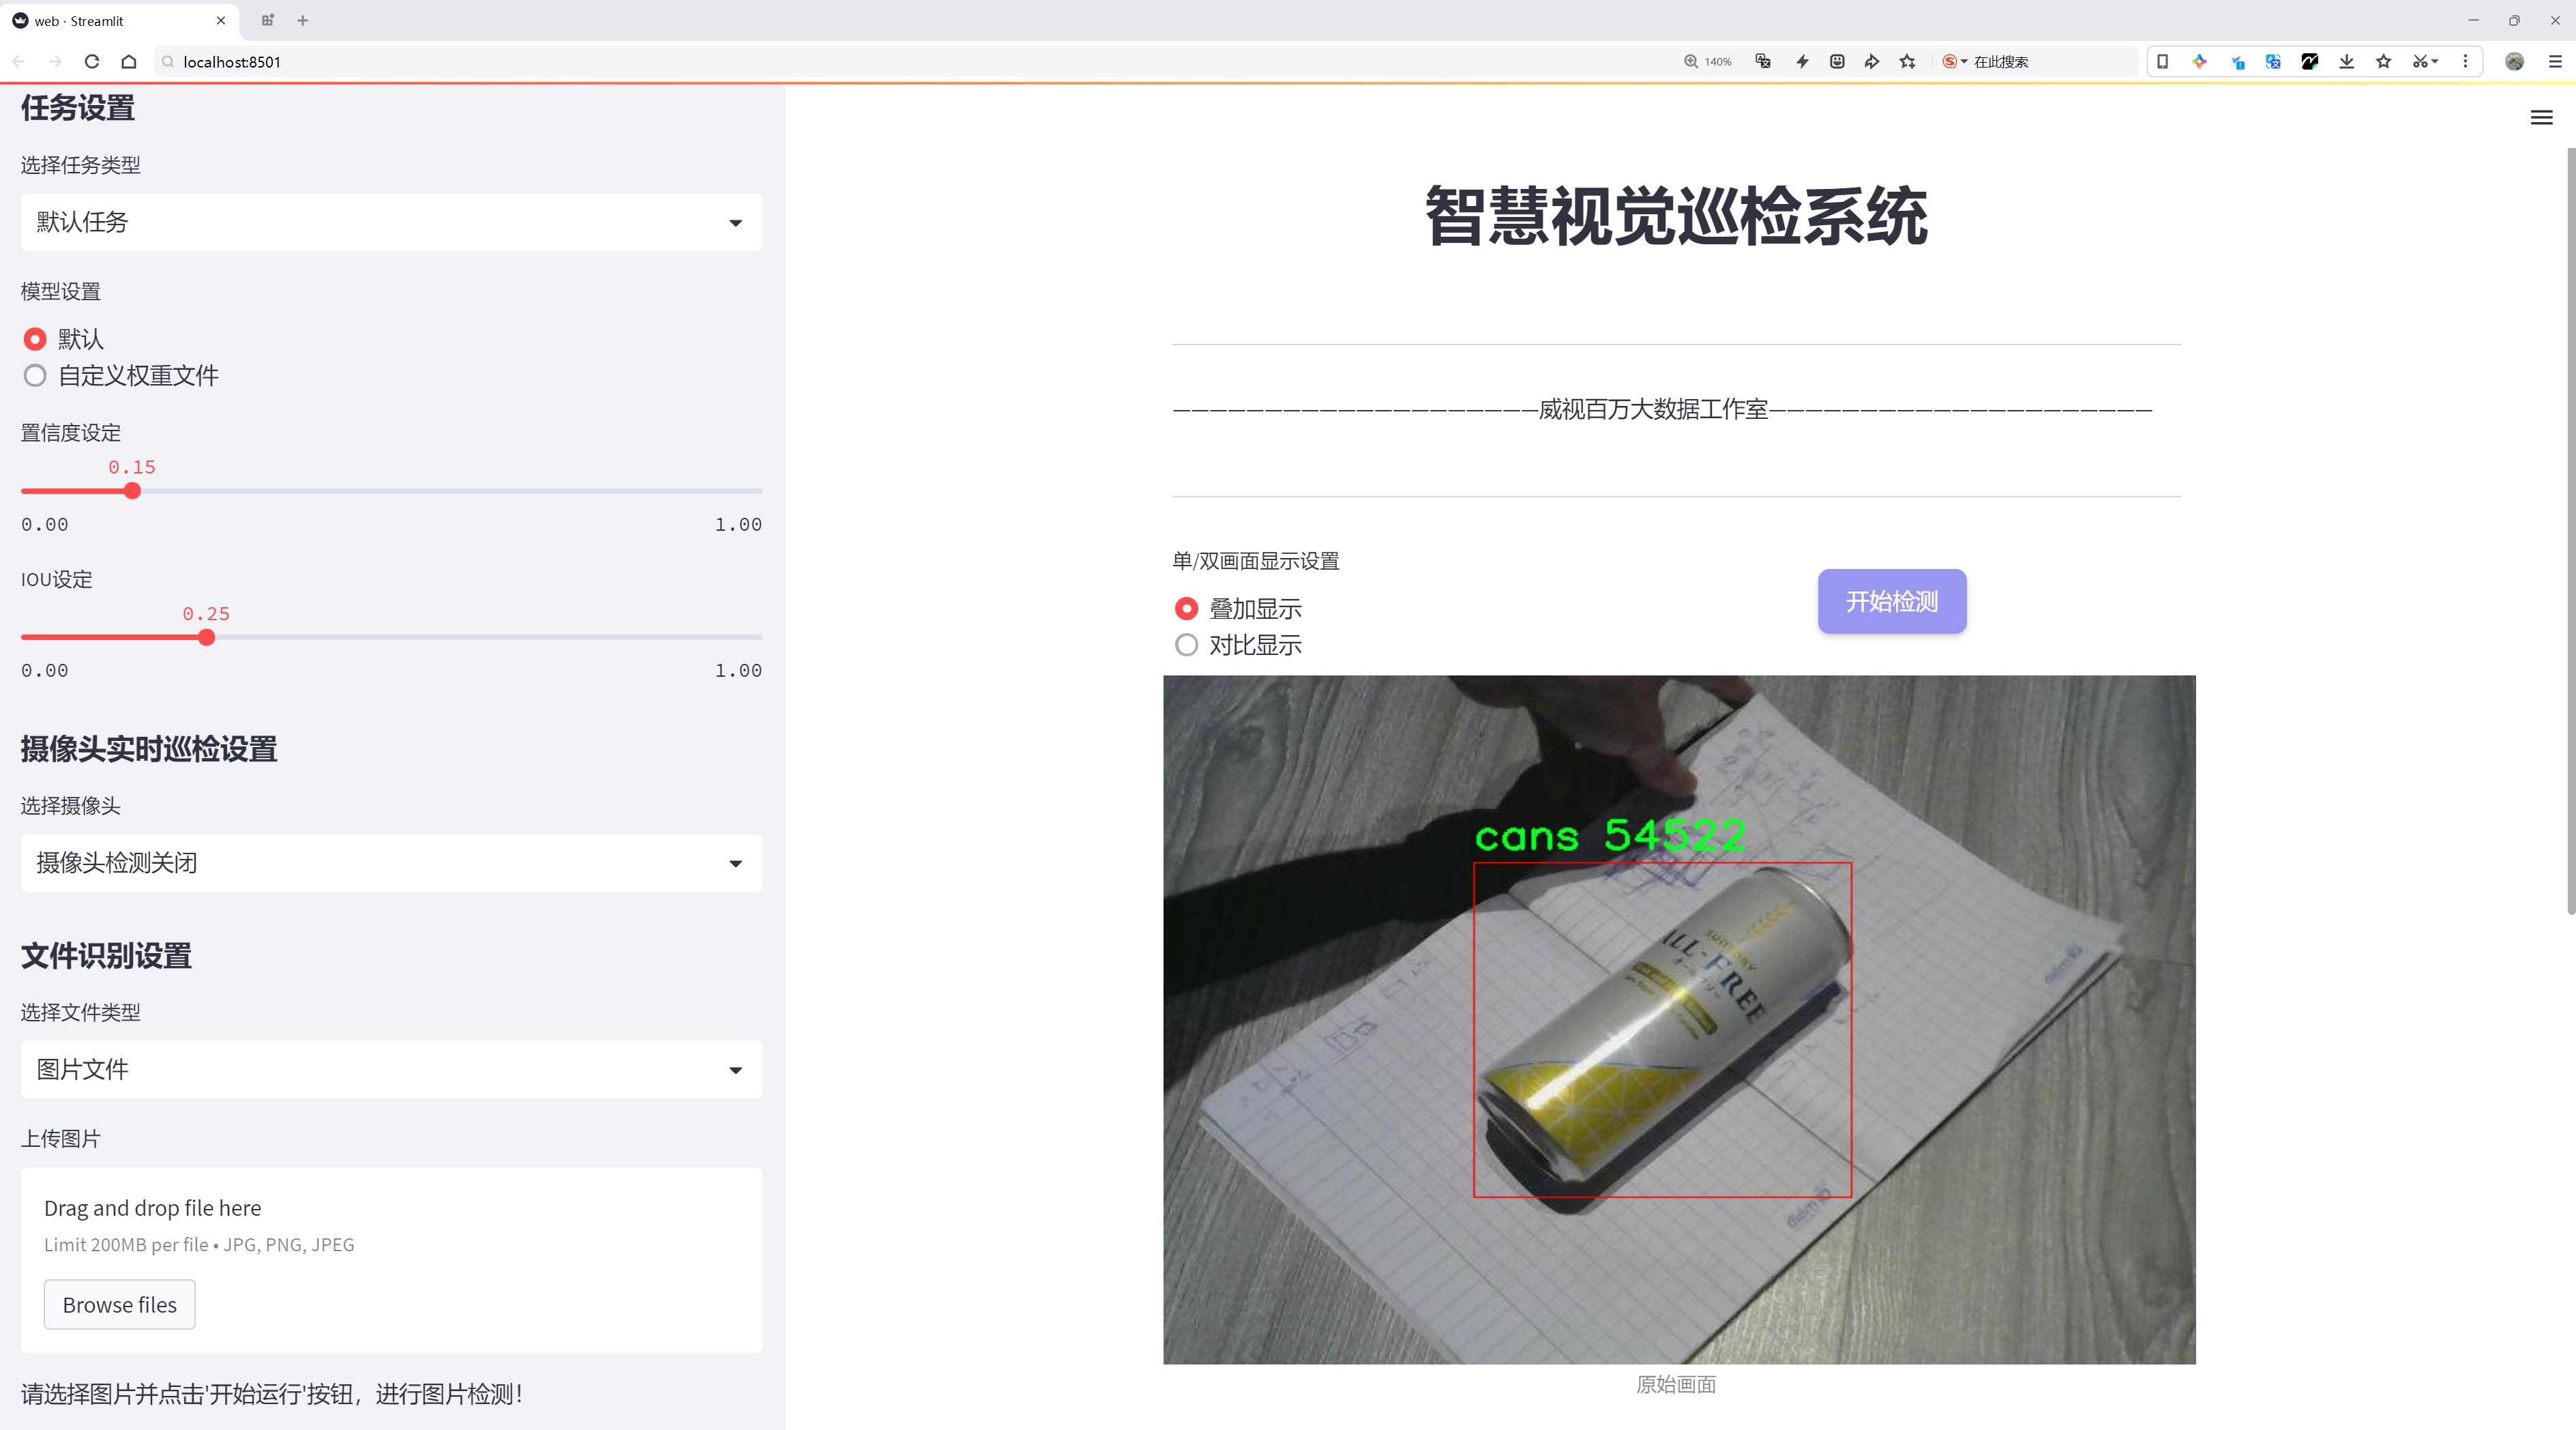 web · Streamlit
localhost:8501
140%
在此搜索
任务设置
选择任务类型
默认任务
模型设置
默认
自定义权重文件
置信度设定
0.15
0.00 1.00
IOU设定
0.25
0.00 1.00
摄像头实时巡检设置
选择摄像头
摄像头检测关闭
文件识别设置
选择文件类型
图片文件
上传图片
Drag and drop file here
Limit 200MB per file • JPG, PNG, JPEG
Browse files
请选择图片并点击'开始运行'按钮，进行图片检测！
智慧视觉巡检系统
————————————————————威视百万大数据工作室—————————————————————
单/双画面显示设置
叠加显示
对比显示
开始检测
cans 54522
SUNTORY
ALL-FREE
オールフリー
原始画面